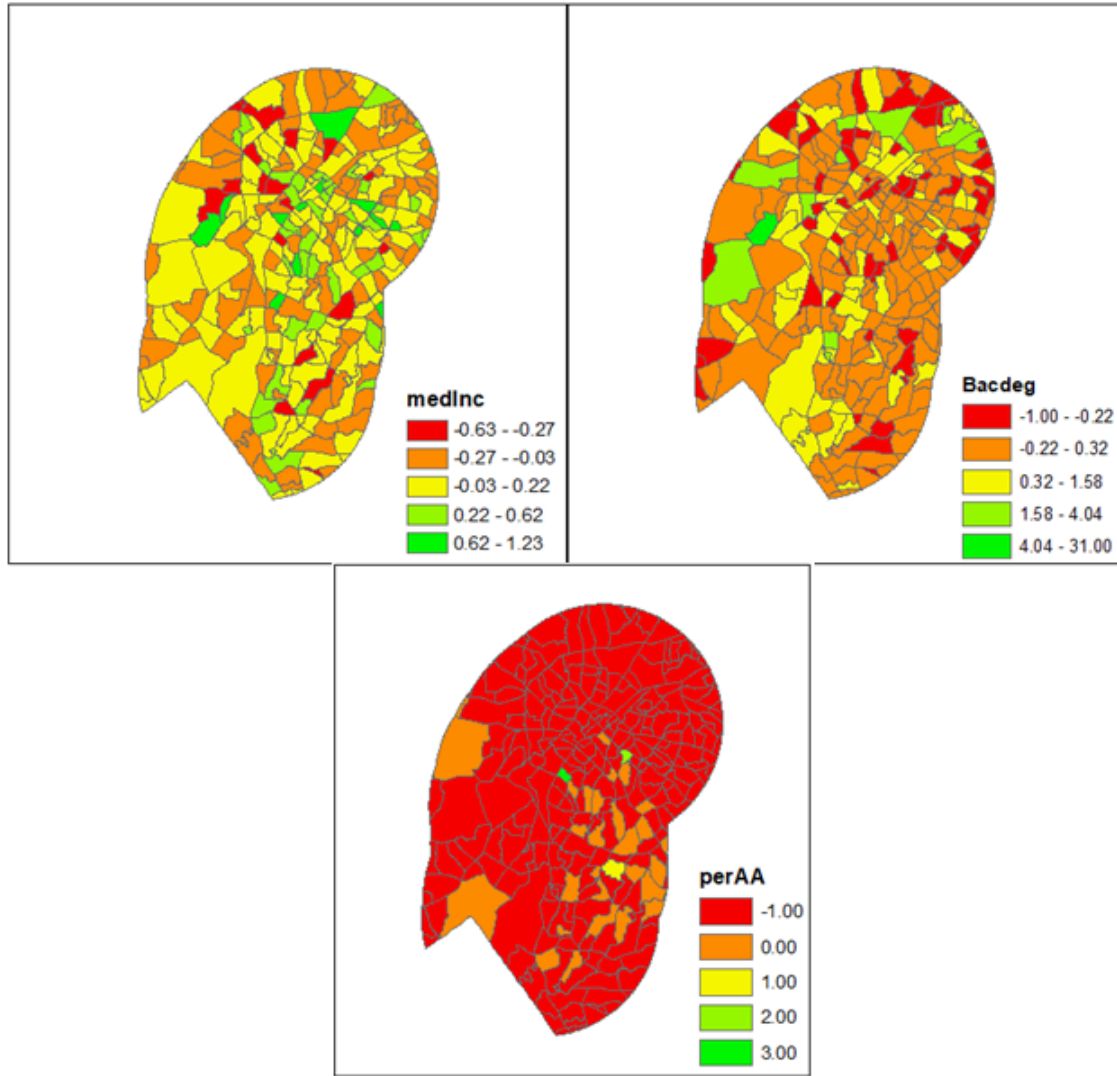 medInc
-0.63 - -0.27
-0.27 - -0.03
-0.03 - 0.22
0.22 - 0.62
0.62 - 1.23
Bacdeg
-1.00 - -0.22
-0.22 - 0.32
0.32 - 1.58
1.58 - 4.04
4.04 - 31.00
perAA
-1.00
0.00
1.00
2.00
3.00